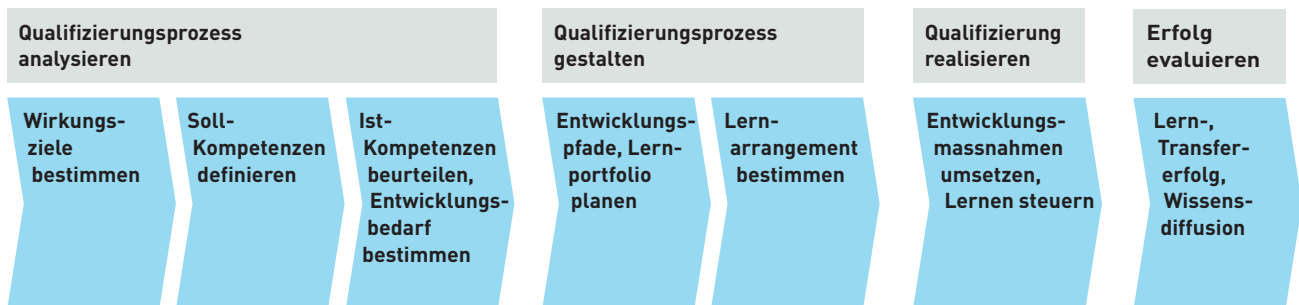 Qualifizierungsprozess
analysieren
Qualifizierungsprozess
gestalten
Qualifizierung
realisieren
Erfolg
evaluieren
Wirkungs-
ziele
bestimmen
Soll-
Kompetenzen
definieren
Ist-
Kompetenzen
beurteilen,
Entwicklungs-
bedarf
bestimmen
Entwicklungs-
pfade, Lern-
portfolio
planen
Lern-
arrangement
bestimmen
Entwicklungs-
massnahmen
umsetzen,
Lernen steuern
Lern-,
Transfer-
erfolg,
Wissens-
diffusion